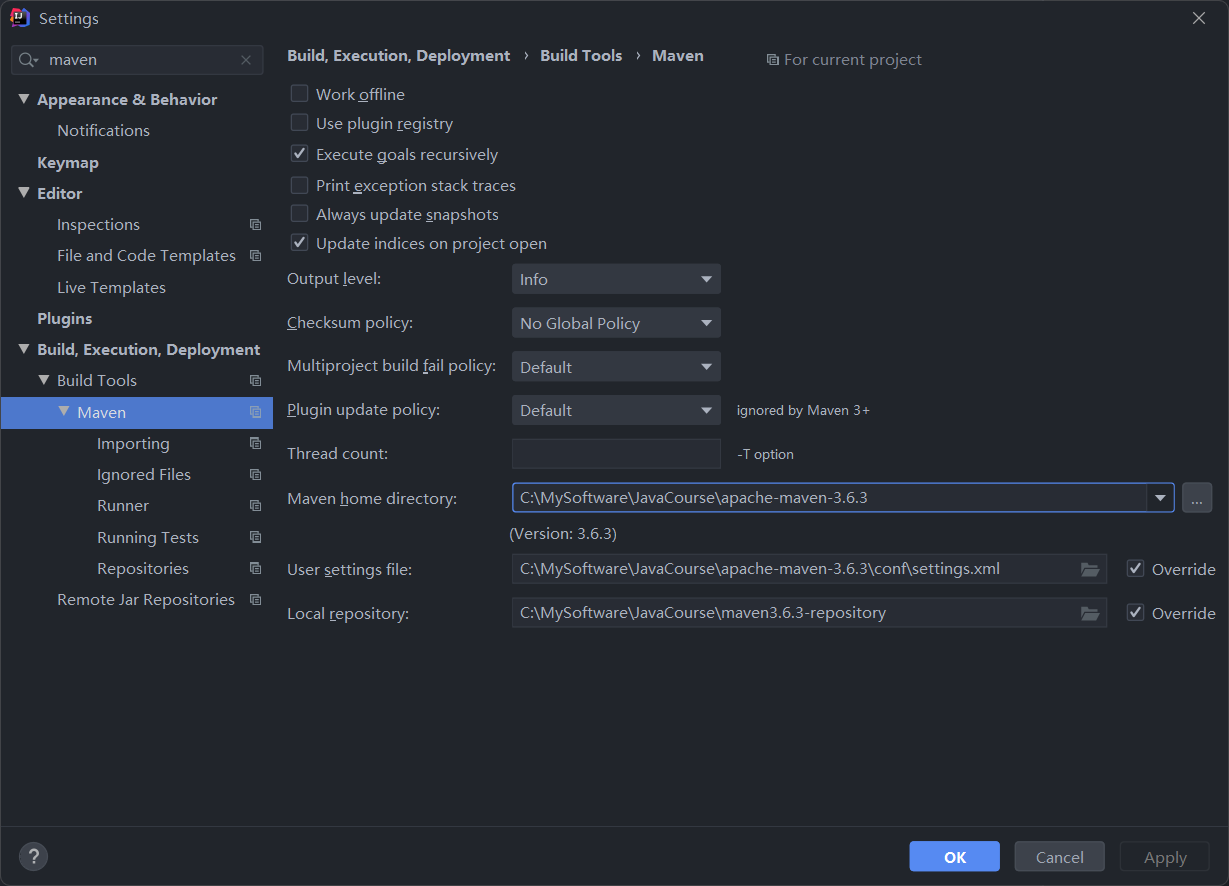 Settings
maven
Appearance & Behavior
Notifications
Keymap
Editor
Inspections
File and Code Templates
Live Templates
Plugins
Build, Execution, Deployment
Build Tools
Maven
Importing
Ignored Files
Runner
Running Tests
Repositories
Remote Jar Repositories
Build, Execution, Deployment › Build Tools › Maven For current project
Work offline
Use plugin registry
Execute goals recursively
Print exception stack traces
Always update snapshots
Update indices on project open
Output level: Info
Checksum policy: No Global Policy
Multiproject build fail policy: Default
Plugin update policy: Default ignored by Maven 3+
Thread count: -T option
Maven home directory: C:\MySoftware\JavaCourse\apache-maven-3.6.3 ...
(Version: 3.6.3)
User settings file: C:\MySoftware\JavaCourse\apache-maven-3.6.3\conf\settings.xml Override
Local repository: C:\MySoftware\JavaCourse\maven3.6.3-repository Override
? OK Cancel Apply